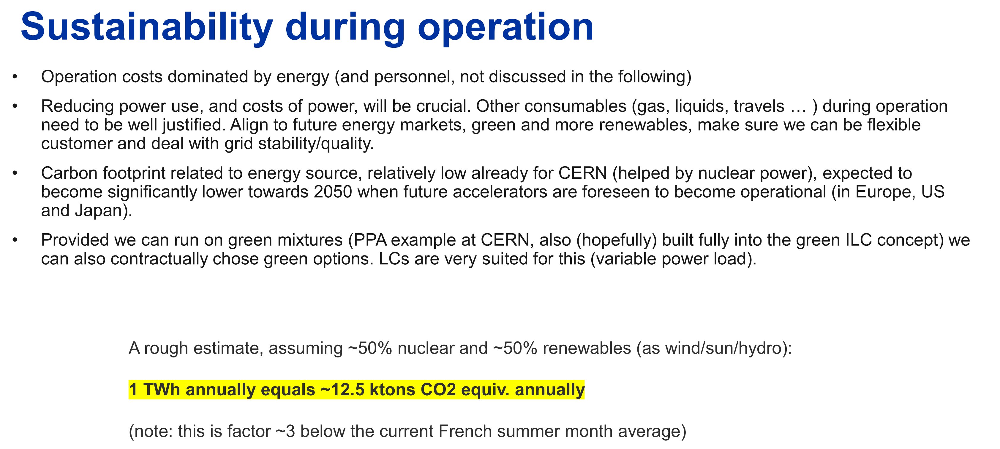 Sustainability during operation
• Operation costs dominated by energy (and personnel, not discussed in the following)
• Reducing power use, and costs of power, will be crucial. Other consumables (gas, liquids, travels … ) during operation
need to be well justified. Align to future energy markets, green and more renewables, make sure we can be flexible
customer and deal with grid stability/quality.
• Carbon footprint related to energy source, relatively low already for CERN (helped by nuclear power), expected to
become significantly lower towards 2050 when future accelerators are foreseen to become operational (in Europe, US
and Japan).
• Provided we can run on green mixtures (PPA example at CERN, also (hopefully) built fully into the green ILC concept) we
can also contractually chose green options. LCs are very suited for this (variable power load).
A rough estimate, assuming ~50% nuclear and ~50% renewables (as wind/sun/hydro):
1 TWh annually equals ~12.5 ktons CO2 equiv. annually
(note: this is factor ~3 below the current French summer month average)